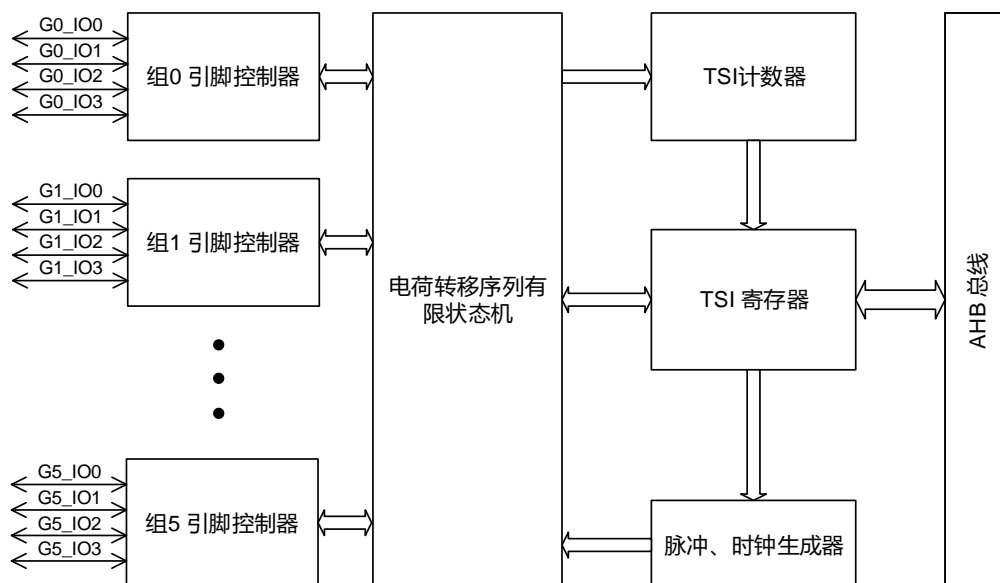 G0_IO0
G0_IO1
G0_IO2
G0_IO3
组0 引脚控制器
G1_IO0
G1_IO1
G1_IO2
G1_IO3
组1 引脚控制器
G5_IO0
G5_IO1
G5_IO2
G5_IO3
组5 引脚控制器
电荷转移序列有
限状态机
TSI计数器
TSI 寄存器
脉冲、时钟生成器
AHB 总线